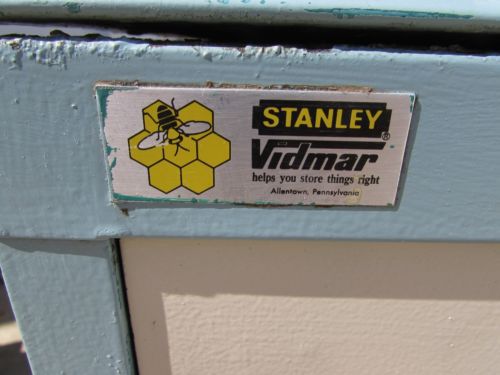 STANLEY
®
Vidmar
helps you store things right
Allentown, Pennsylvania